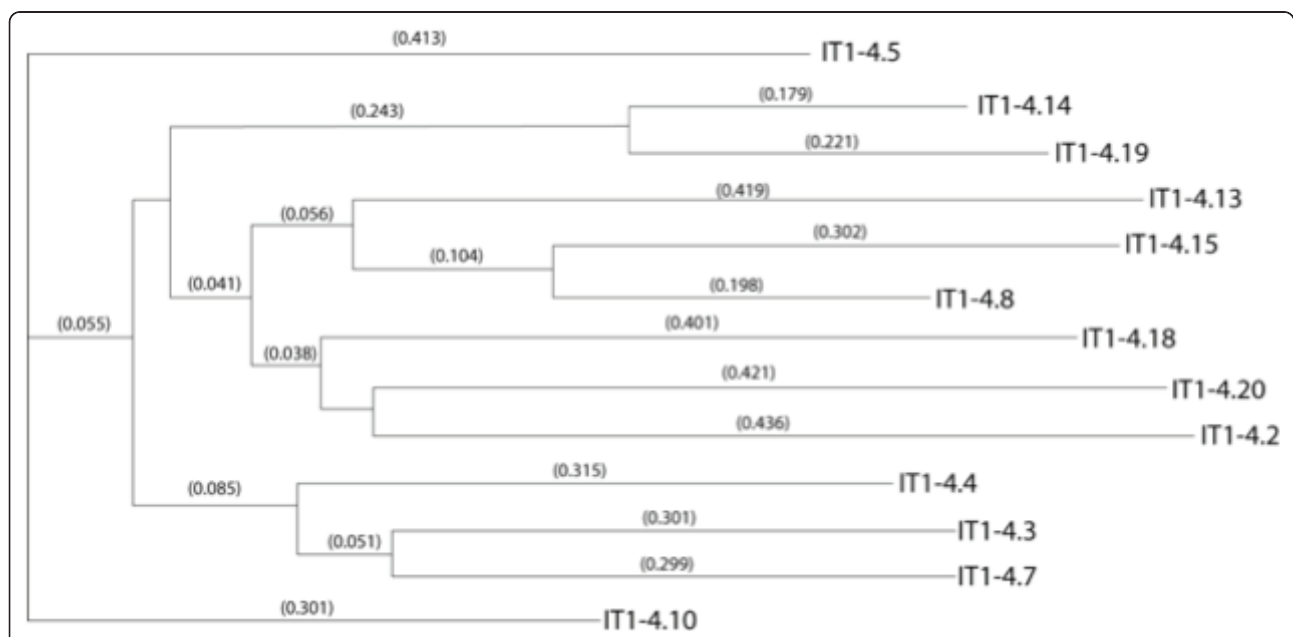 (0.413)
IT1-4.5
(0.179)
IT1-4.14
(0.243)
(0.221)
IT1-4.19
(0.419)
IT1-4.13
(0.056)
(0.302)
IT1-4.15
(0.104)
(0.041)
(0.198)
IT1-4.8
(0.055)
(0.401)
IT1-4.18
(0.038)
(0.421)
IT1-4.20
(0.436)
IT1-4.2
(0.315)
IT1-4.4
(0.085)
(0.301)
IT1-4.3
(0.051)
(0.299)
IT1-4.7
(0.301)
IT1-4.10